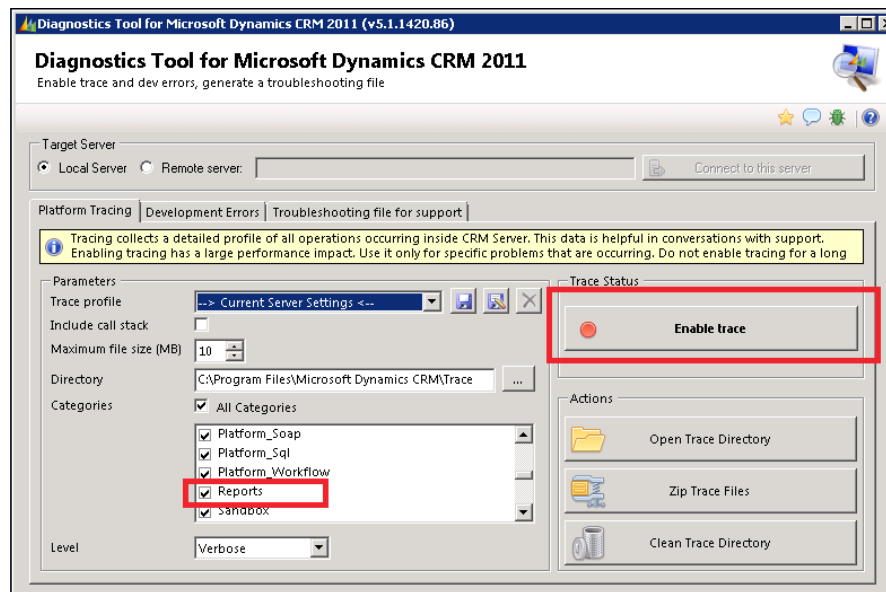 Diagnostics Tool for Microsoft Dynamics CRM 2011 (v5.1.1420.86)
Diagnostics Tool for Microsoft Dynamics CRM 2011
Enable trace and dev errors, generate a troubleshooting file
Target Server
Local Server Remote server: Connect to this server
Platform Tracing Development Errors Troubleshooting file for support
Tracing collects a detailed profile of all operations occurring inside CRM Server. This data is helpful in conversations with support.
Enabling tracing has a large performance impact. Use it only for specific problems that are occurring. Do not enable tracing for a long
Parameters
Trace profile --> Current Server Settings <--
Include call stack
Maximum file size (MB) 10
Directory C:\Program Files\Microsoft Dynamics CRM\Trace ...
Categories All Categories
Platform_Soap
Platform_Sql
Platform_Workflow
Reports
Sandbox
Level Verbose
Trace Status
Enable trace
Actions
Open Trace Directory
Zip Trace Files
Clean Trace Directory